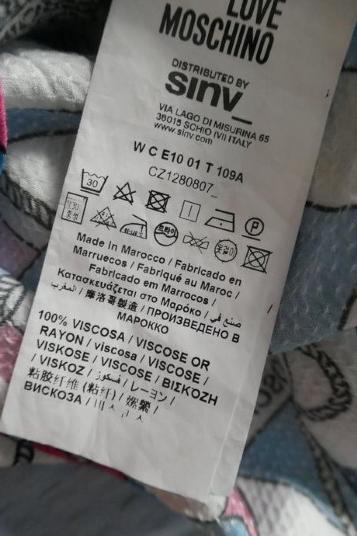 LOVE
MOSCHINO
DISTRIBUTED BY
sinv_
VIA LAGO DI MISURINA 65
36015 SCHIO (VI) ITALY
www.sinv.com
W C E10 01 T 109A
CZ1280807_
30
P
Made in Marocco / Fabricado en
Marruecos / Fabriqué au Maroc /
Fabricado em Marrocos /
Κατασκευάζεται στο Μαρόκο / صنع في
المغرب / 摩洛哥製造 / ПРОИЗВЕДЕНО В
МАРОККО
100% VISCOSA / VISCOSE OR
RAYON / viscosa / VISCOSE /
VISKOSE / VISCOSE / ΒΙΣΚΟΖΗ
/ VISKOZ / فسكوز / レーヨン /
粘胶纤维 (粘纤) / 嫘縈 /
ВИСКОЗА /